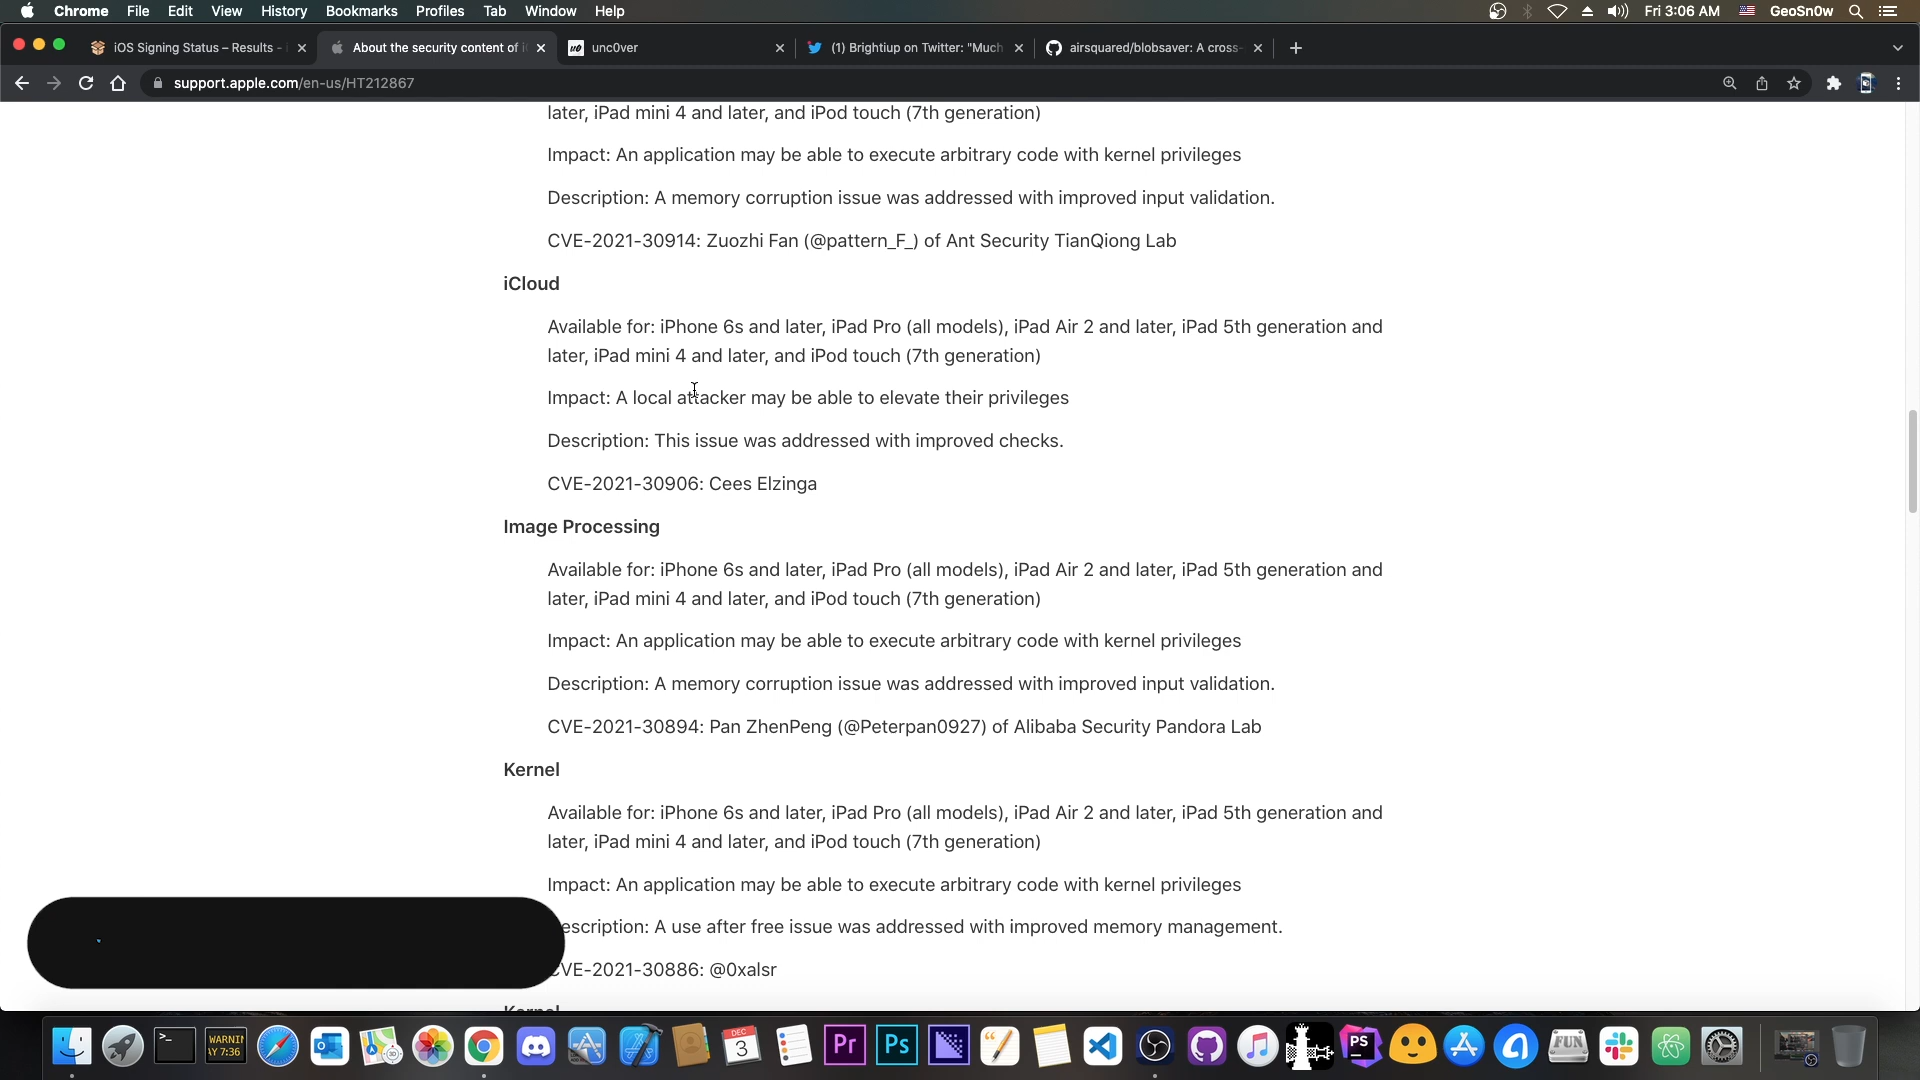 Chrome File Edit View History Bookmarks Profiles Tab Window Help Fri 3:06 AM GeoSn0w
iOS Signing Status – Results - About the security content of unc0ver (1) Brightiup on Twitter: "Much airsquared/blobsaver: A cross-
support.apple.com/en-us/HT212867
later, iPad mini 4 and later, and iPod touch (7th generation)
Impact: An application may be able to execute arbitrary code with kernel privileges
Description: A memory corruption issue was addressed with improved input validation.
CVE-2021-30914: Zuozhi Fan (@pattern_F_) of Ant Security TianQiong Lab
iCloud
Available for: iPhone 6s and later, iPad Pro (all models), iPad Air 2 and later, iPad 5th generation and
later, iPad mini 4 and later, and iPod touch (7th generation)
Impact: A local attacker may be able to elevate their privileges
Description: This issue was addressed with improved checks.
CVE-2021-30906: Cees Elzinga
Image Processing
Available for: iPhone 6s and later, iPad Pro (all models), iPad Air 2 and later, iPad 5th generation and
later, iPad mini 4 and later, and iPod touch (7th generation)
Impact: An application may be able to execute arbitrary code with kernel privileges
Description: A memory corruption issue was addressed with improved input validation.
CVE-2021-30894: Pan ZhenPeng (@Peterpan0927) of Alibaba Security Pandora Lab
Kernel
Available for: iPhone 6s and later, iPad Pro (all models), iPad Air 2 and later, iPad 5th generation and
later, iPad mini 4 and later, and iPod touch (7th generation)
Impact: An application may be able to execute arbitrary code with kernel privileges
escription: A use after free issue was addressed with improved memory management.
CVE-2021-30886: @0xalsr
Kernel
WARNIN
AY 7:36
DEC
3
Pr
Ps
PS
FUN